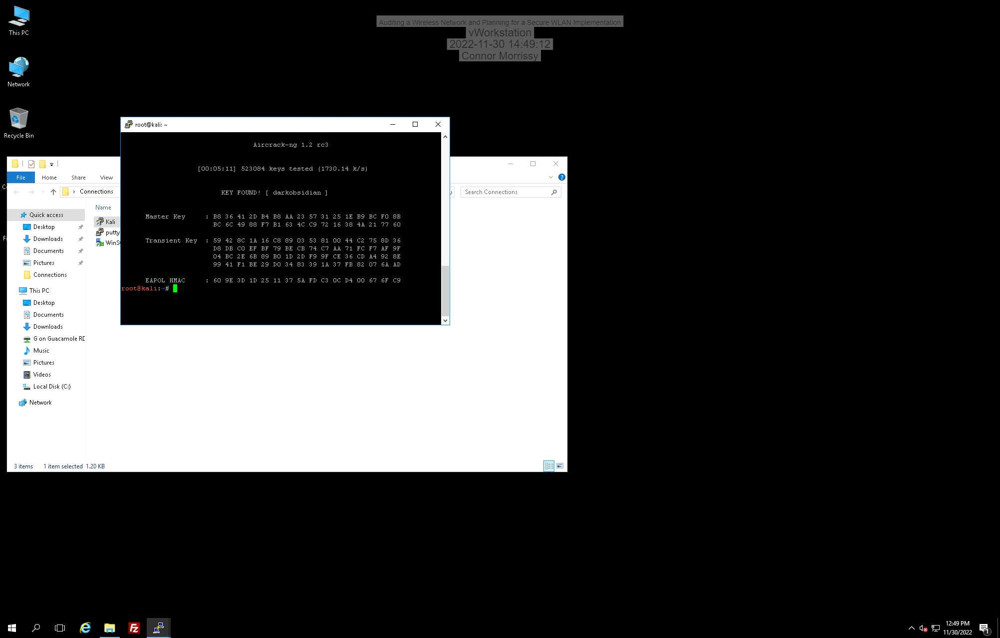 This PC
Network
Recycle Bin
Auditing a Wireless Network and Planning for a Secure WLAN Implementation
vWorkstation
2022-11-30 14:49:12
Connor Morrissy
root@kali: ~
Aircrack-ng 1.2 rc3
[00:05:11] 523084 keys tested (1730.14 k/s)
KEY FOUND! [ darkobsidian ]
Master Key : B8 36 41 2D B4 B8 AA 23 57 31 25 1E B9 BC F0 8B
BC 6C 49 88 F7 B1 63 4C C9 72 16 38 4A 21 77 60
Transient Key : 59 42 8C 1A 16 C8 89 03 53 81 00 44 C2 75 8D 36
D8 DB C0 EF BF 79 BE CB 74 C7 AA 71 FC F7 AF 9F
04 BC 2E 6B 89 B0 1D 2D F9 9F CE 36 CD A4 92 8E
99 41 F1 BE 29 D0 34 83 39 1A 37 FB 82 07 6A AD
EAPOL HMAC : 60 9E 3D 1D 25 11 37 5A FD C3 0C D4 00 67 6F C9
root@kali:~#
File Home Share View
Connections
Search Connections
Name
Kali
putty
WinS
Quick access
Desktop
Downloads
Documents
Pictures
Connections
This PC
Desktop
Documents
Downloads
G on Guacamole RD
Music
Pictures
Videos
Local Disk (C:)
Network
3 items 1 item selected 1.20 KB
12:49 PM
11/30/2022
1